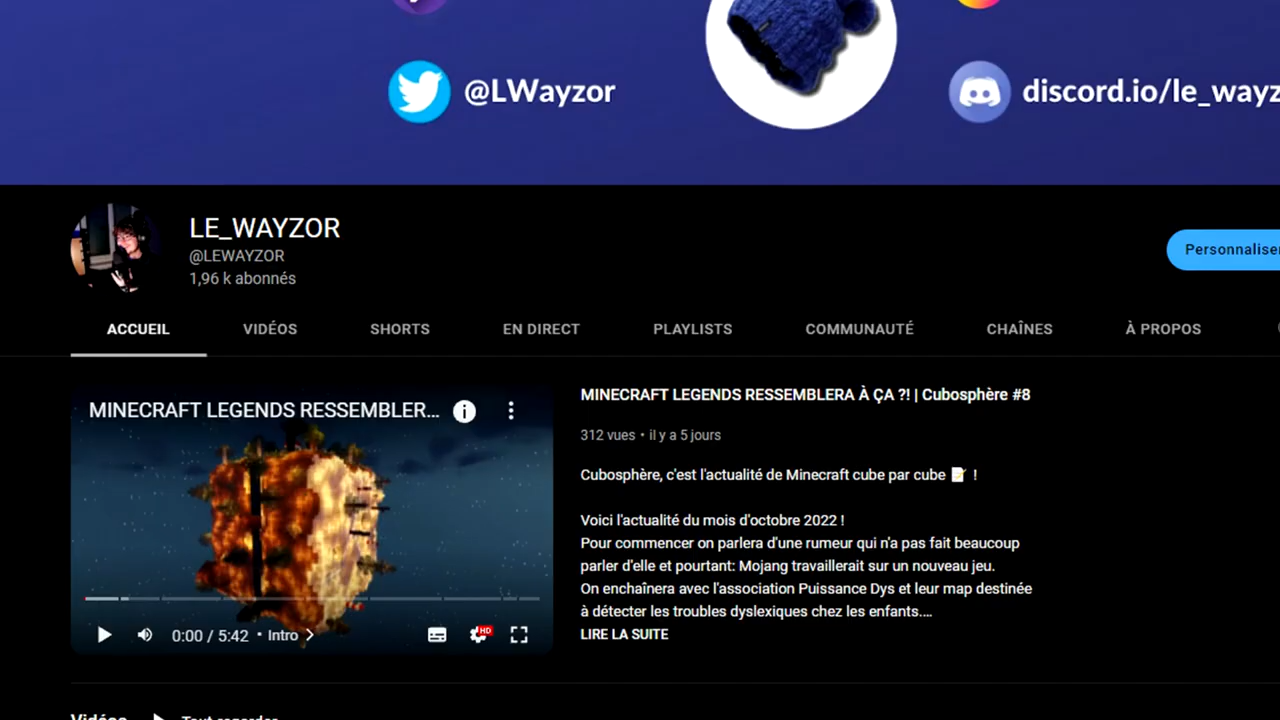 @LWayzor
discord.io/le_wayz
LE_WAYZOR
@LEWAYZOR
1,96 k abonnés
Personnaliser
ACCUEIL
VIDÉOS
SHORTS
EN DIRECT
PLAYLISTS
COMMUNAUTÉ
CHAÎNES
À PROPOS
MINECRAFT LEGENDS RESSEMBLER...
0:00 / 5:42 • Intro
HD
MINECRAFT LEGENDS RESSEMBLERA À ÇA ?! | Cubosphère #8
312 vues • il y a 5 jours
Cubosphère, c'est l'actualité de Minecraft cube par cube 📝 !
Voici l'actualité du mois d'octobre 2022 !
Pour commencer on parlera d'une rumeur qui n'a pas fait beaucoup
parler d'elle et pourtant: Mojang travaillerait sur un nouveau jeu.
On enchaînera avec l'association Puissance Dys et leur map destinée
à détecter les troubles dyslexiques chez les enfants....
LIRE LA SUITE
Vidéos
Tout regarder